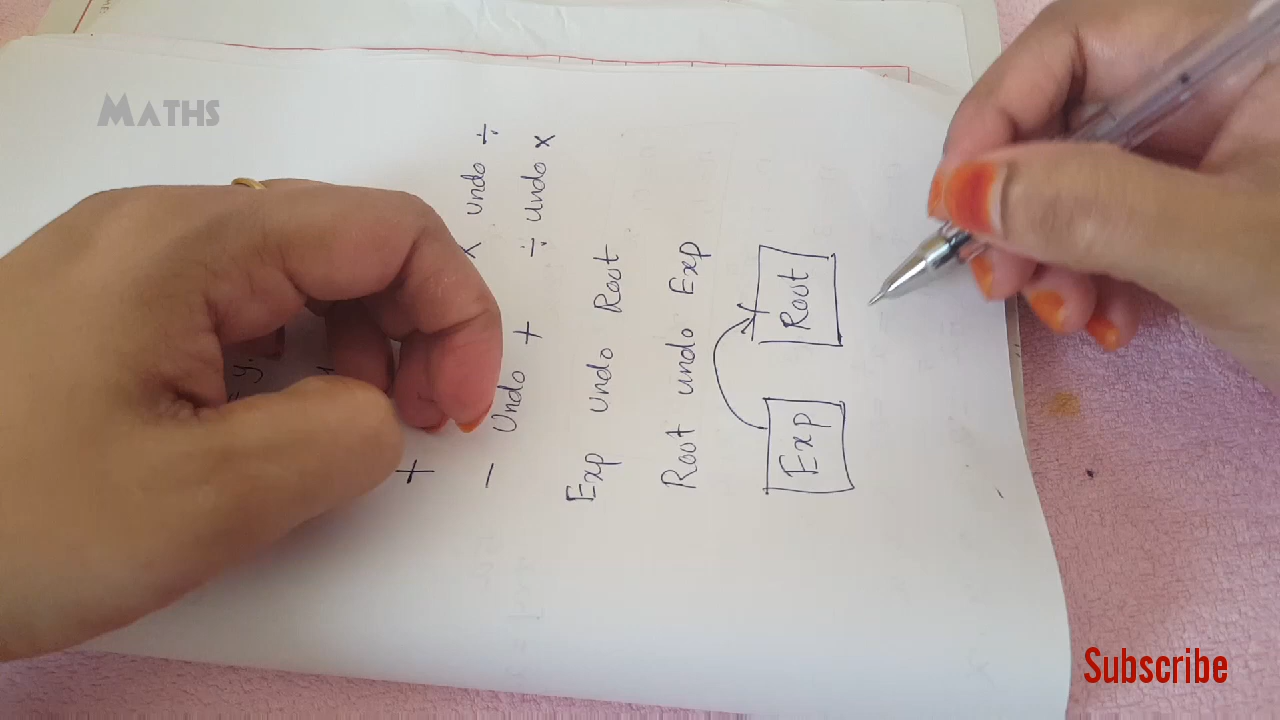 MATHS
= y
+
- Undo +
x undo ÷
÷ undo x
Exp undo Root
Root undo Exp
Exp Root
Subscribe